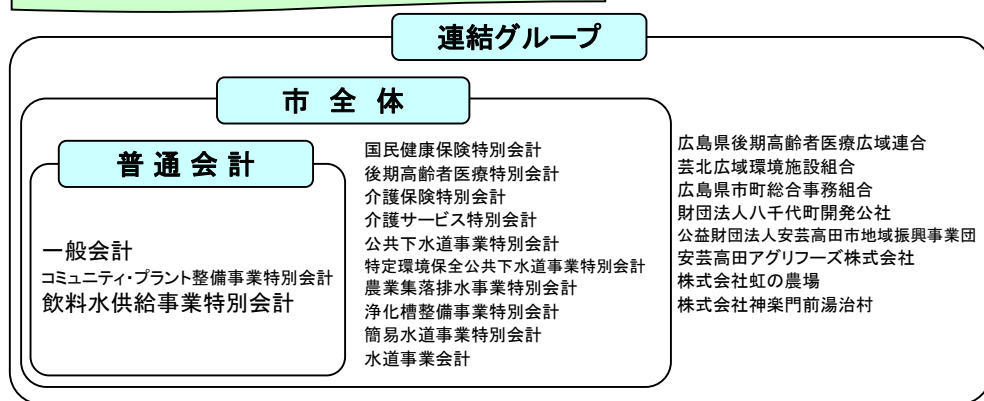 連結グループ
市 全 体
普 通 会 計
一般会計
コミュニティ・プラント整備事業特別会計
飲料水供給事業特別会計
国民健康保険特別会計
後期高齢者医療特別会計
介護保険特別会計
介護サービス特別会計
公共下水道事業特別会計
特定環境保全公共下水道事業特別会計
農業集落排水事業特別会計
浄化槽整備事業特別会計
簡易水道事業特別会計
水道事業会計
広島県後期高齢者医療広域連合
芸北広域環境施設組合
広島県市町総合事務組合
財団法人八千代町開発公社
公益財団法人安芸高田市地域振興事業団
安芸高田アグリフーズ株式会社
株式会社虹の農場
株式会社神楽門前湯治村